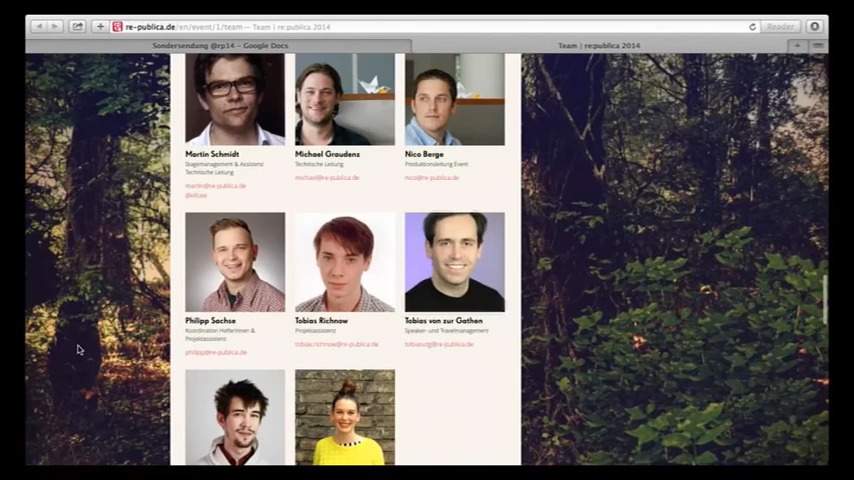 re-publica.de/en/event/1/team — Team | re:publica 2014
Reader
Sondersendung @rp14 – Google Docs
Team | re:publica 2014
Martin Schmidt
Stagemanagement & Assistenz
Technische Leitung
martin@re-publica.de
Michael Graudenz
Technische Leitung
michael@re-publica.de
Nico Berge
Produktionsleitung Event
nico@re-publica.de
Philipp Sachse
Koordination HelferInnen &
Projektassistenz
philipp@re-publica.de
Tobias Richnow
Projektassistenz
tobias.richnow@re-publica.de
Tobias von zur Gathen
Speaker- und Travelmanagement
tobiasvzg@re-publica.de